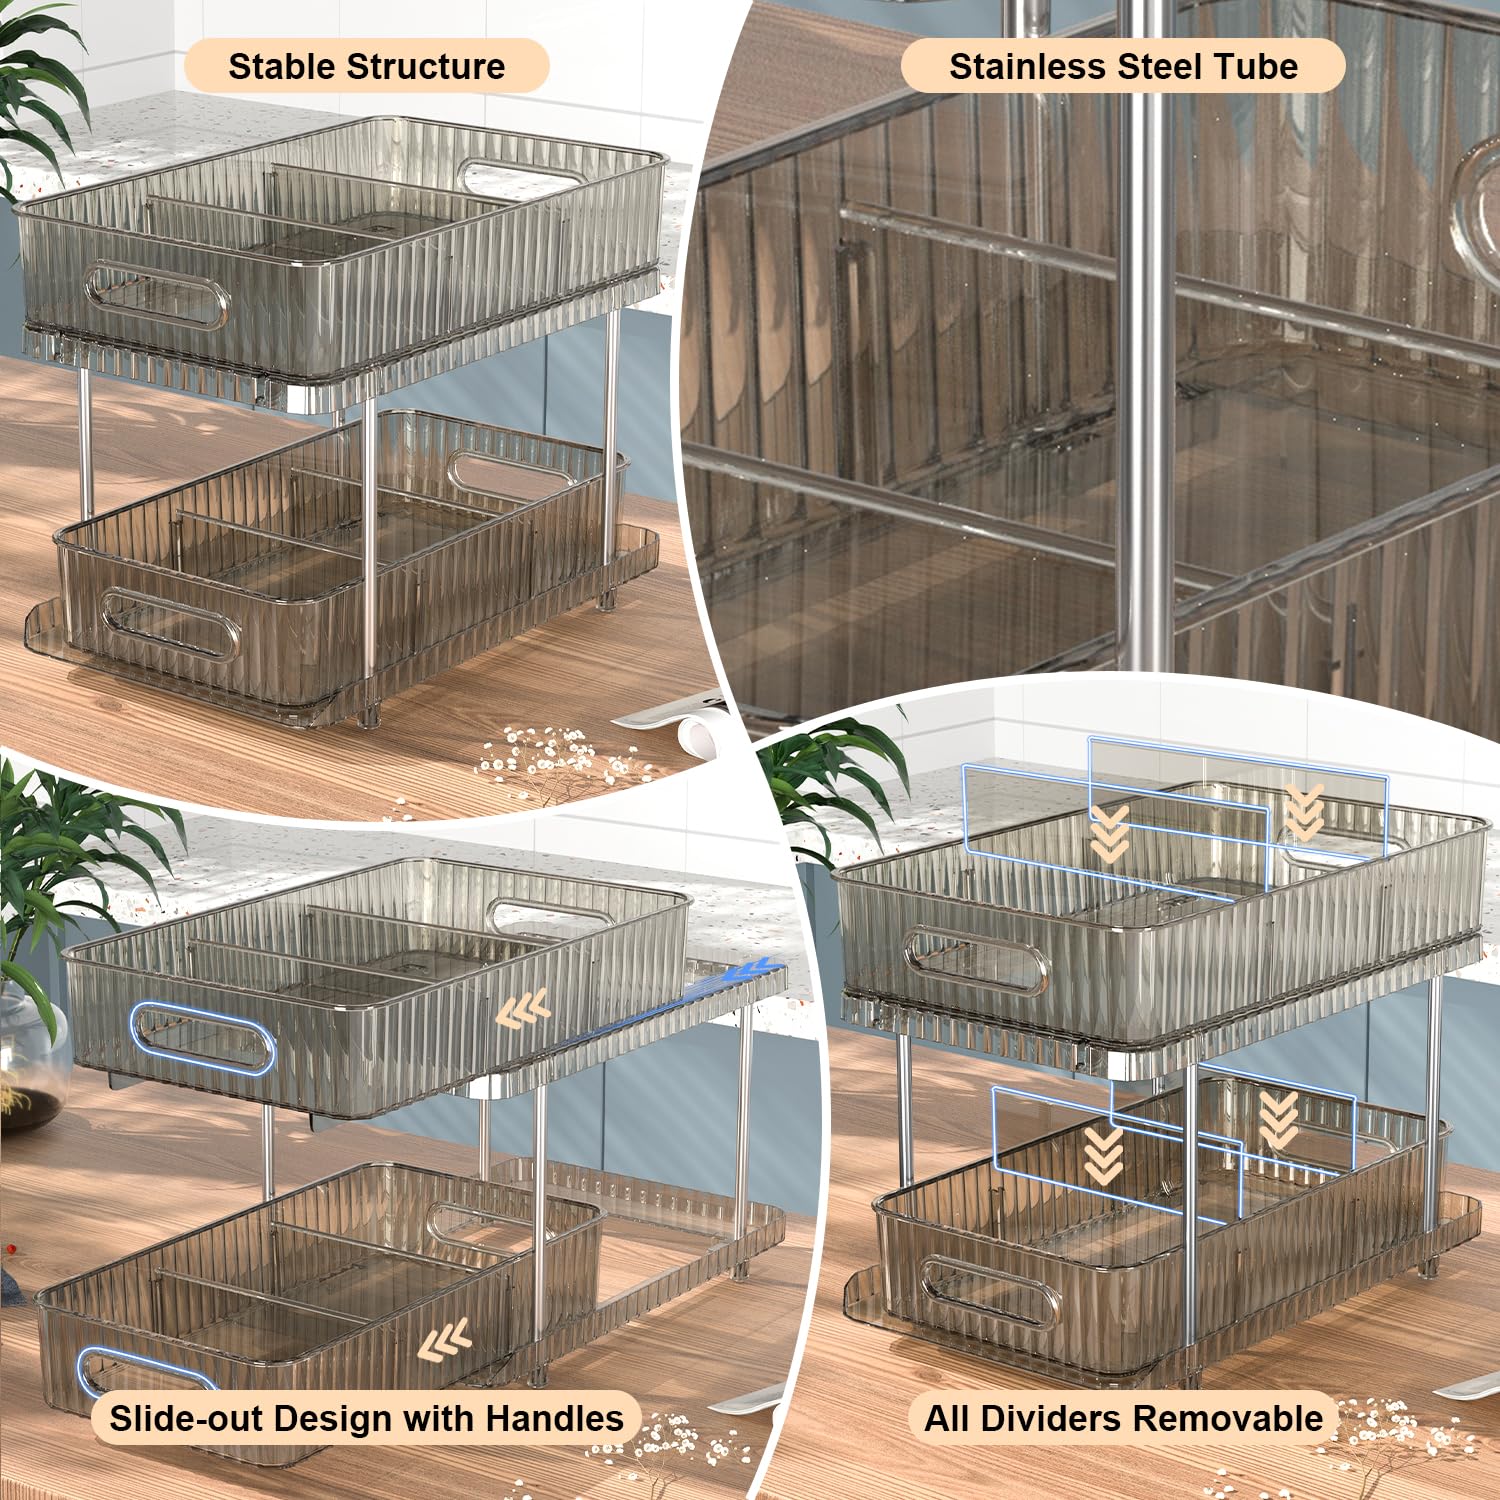 Stable Structure
Stainless Steel Tube
Slide-out Design with Handles
All Dividers Removable